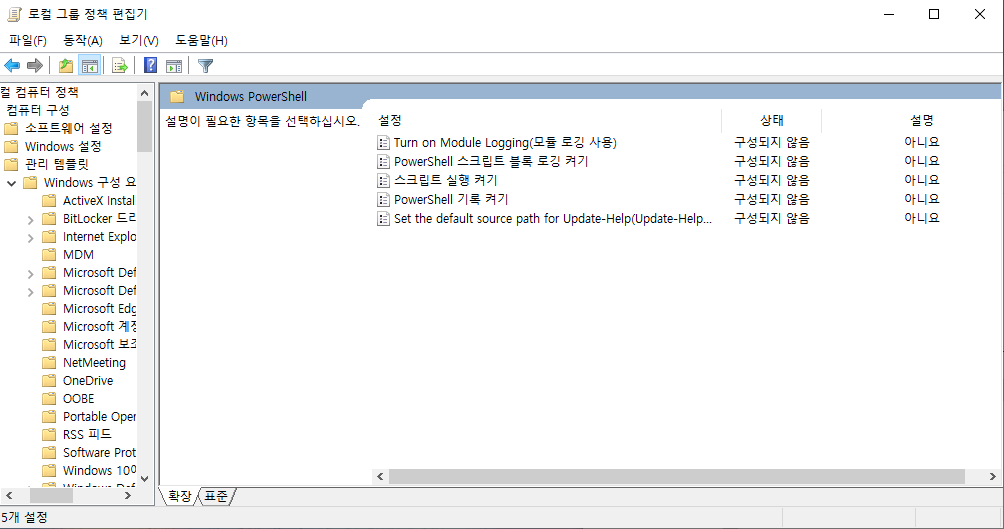 로컬 그룹 정책 편집기
파일(F) 동작(A) 보기(V) 도움말(H)
컬 컴퓨터 정책
컴퓨터 구성
소프트웨어 설정
Windows 설정
관리 템플릿
Windows 구성 요
ActiveX Instal
BitLocker 드리
Internet Explo
MDM
Microsoft Def
Microsoft Def
Microsoft Edg
Microsoft 계정
Microsoft 보조
NetMeeting
OneDrive
OOBE
Portable Oper
RSS 피드
Software Prot
Windows 10에
Windows PowerShell
설명이 필요한 항목을 선택하십시오.
설정 상태 설명
Turn on Module Logging(모듈 로깅 사용) 구성되지 않음 아니요
PowerShell 스크립트 블록 로깅 켜기 구성되지 않음 아니요
스크립트 실행 켜기 구성되지 않음 아니요
PowerShell 기록 켜기 구성되지 않음 아니요
Set the default source path for Update-Help(Update-Help... 구성되지 않음 아니요
확장 표준
5개 설정